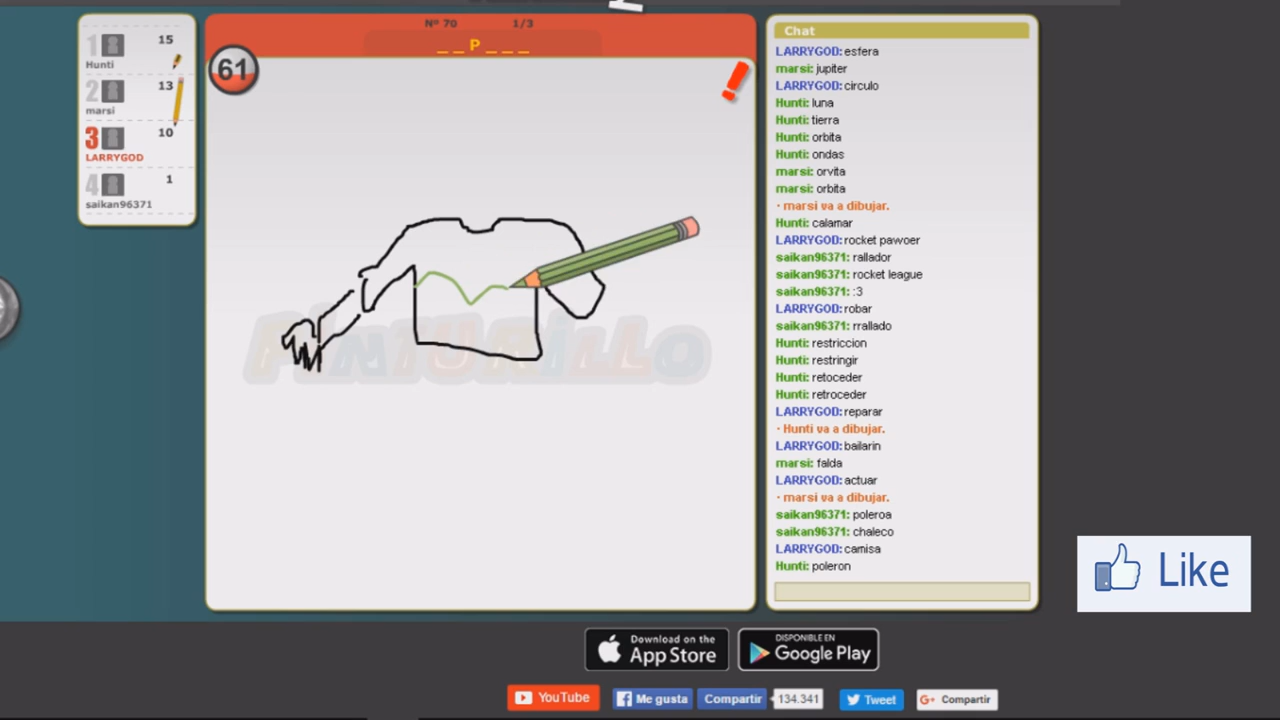 1
15
Hunti
2
13
marsi
3
10
LARRYGOD
4
1
saikan96371
Nº 70 1/3
_ _ P _ _ _
61
!
PINTURILLO
Chat
LARRYGOD: esfera
marsi: jupiter
LARRYGOD: circulo
Hunti: luna
Hunti: tierra
Hunti: orbita
Hunti: ondas
marsi: orvita
marsi: orbita
· marsi va a dibujar.
Hunti: calamar
LARRYGOD: rocket pawoer
saikan96371: rallador
saikan96371: rocket league
saikan96371: :3
LARRYGOD: robar
saikan96371: rrallado
Hunti: restriccion
Hunti: restringir
Hunti: retoceder
Hunti: retroceder
LARRYGOD: reparar
· Hunti va a dibujar.
LARRYGOD: bailarin
marsi: falda
LARRYGOD: actuar
· marsi va a dibujar.
saikan96371: poleroa
saikan96371: chaleco
LARRYGOD: camisa
Hunti: poleron
Like
Download on the
App Store
DISPONIBLE EN
Google Play
YouTube
Me gusta
Compartir
134.341
Tweet
G+ Compartir